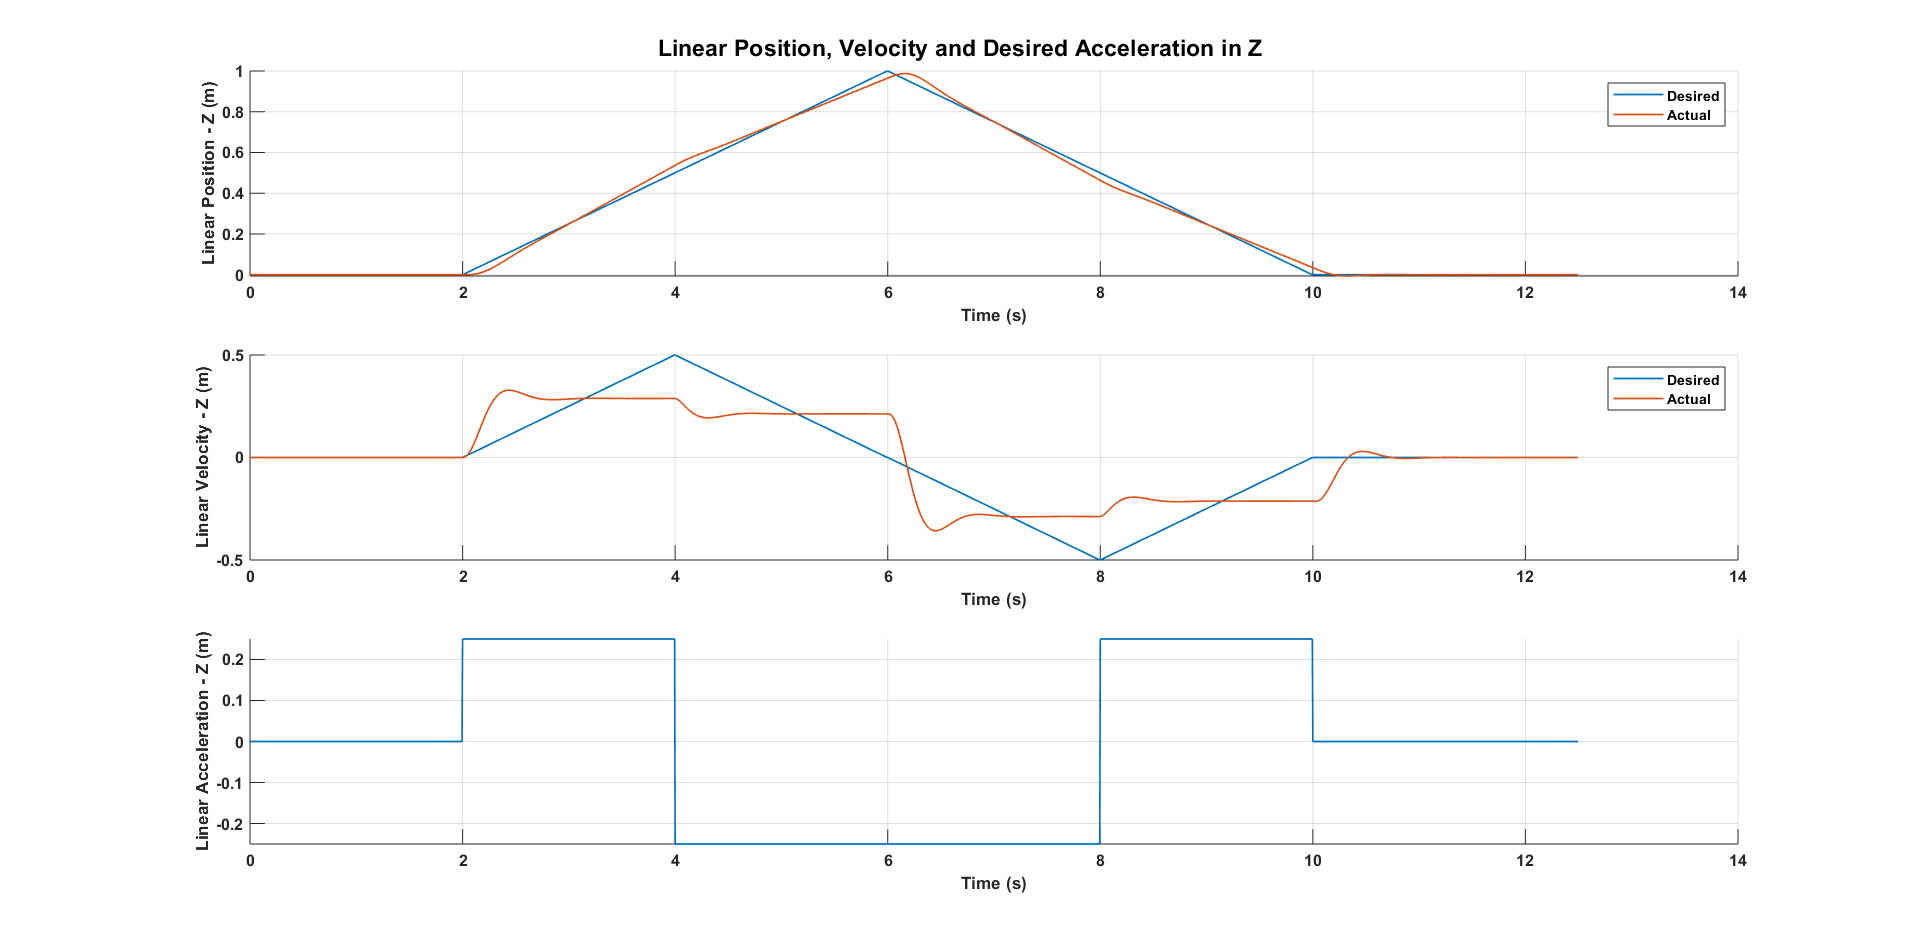 Linear Position, Velocity and Desired Acceleration in Z
Linear Position - Z (m)
1
0.8
0.6
0.4
0.2
0
0 2 4 6 8 10 12 14
Time (s)
Desired
Actual
Linear Velocity - Z (m)
0.5
0
-0.5
0 2 4 6 8 10 12 14
Time (s)
Desired
Actual
Linear Acceleration - Z (m)
0.2
0.1
0
-0.1
-0.2
0 2 4 6 8 10 12 14
Time (s)